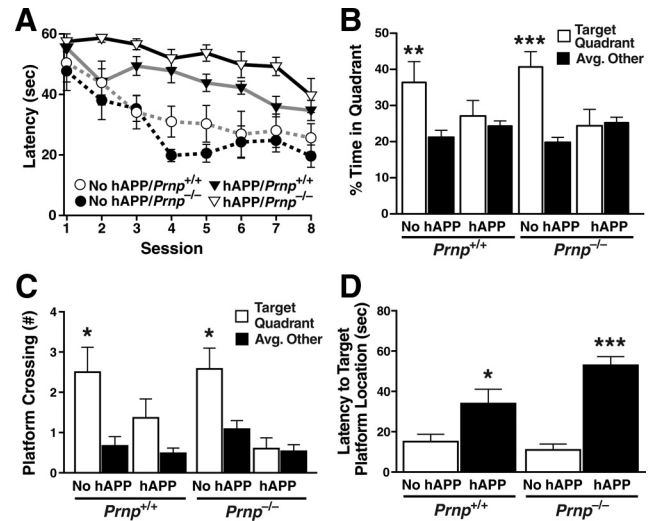 A
60
40
20
0
Latency (sec)
No hAPP/Prnp+/+
hAPP/Prnp+/+
No hAPP/Prnp–/–
hAPP/Prnp–/–
1 2 3 4 5 6 7 8
Session
B
50
40
30
20
10
0
% Time in Quadrant
** ***
Target
Quadrant
Avg. Other
No hAPP hAPP No hAPP hAPP
Prnp+/+ Prnp–/–
C
4
3
2
1
0
Platform Crossing (#)
* *
Target
Quadrant
Avg. Other
No hAPP hAPP No hAPP hAPP
Prnp+/+ Prnp–/–
D
80
60
40
20
0
Latency to Target
Platform Location (sec)
* ***
No hAPP hAPP No hAPP hAPP
Prnp+/+ Prnp–/–